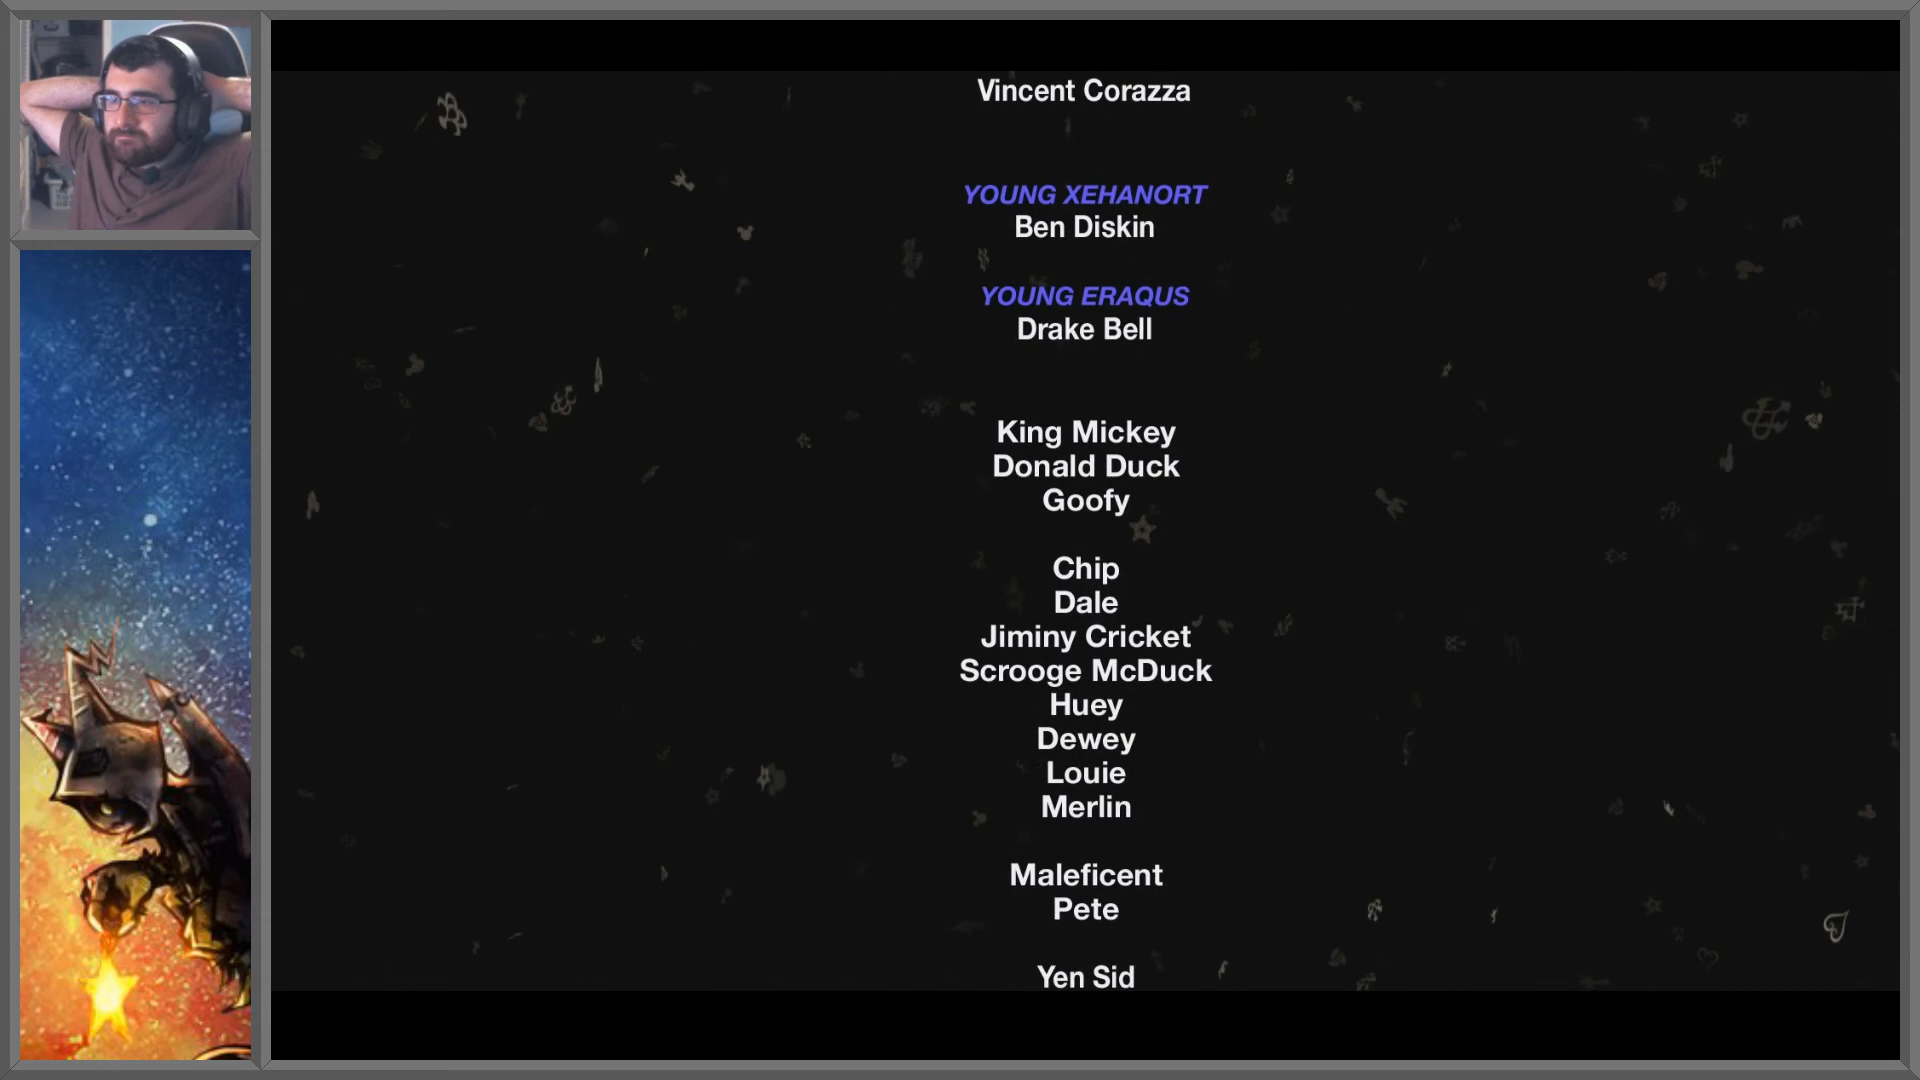 Vincent Corazza
YOUNG XEHANORT
Ben Diskin
YOUNG ERAQUS
Drake Bell
King Mickey
Donald Duck
Goofy
Chip
Dale
Jiminy Cricket
Scrooge McDuck
Huey
Dewey
Louie
Merlin
Maleficent
Pete
Yen Sid